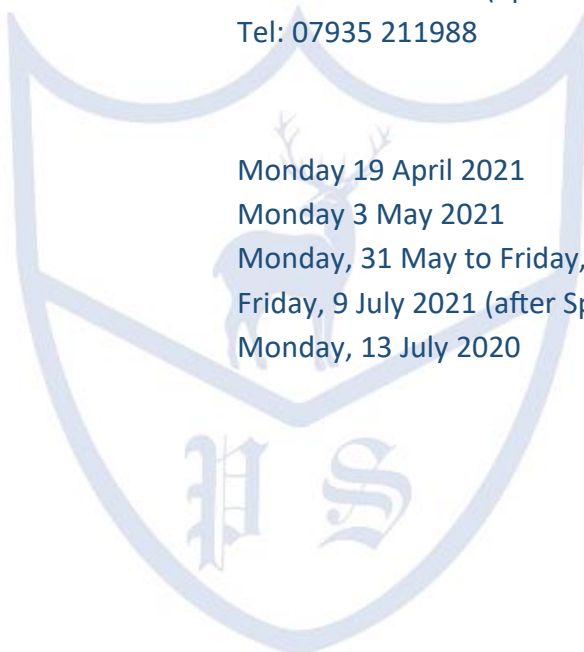 Tel: 07935 211988
Monday 19 April 2021
Monday 3 May 2021
Monday, 31 May to Friday,
Friday, 9 July 2021 (after
Monday, 13 July 2020
P S